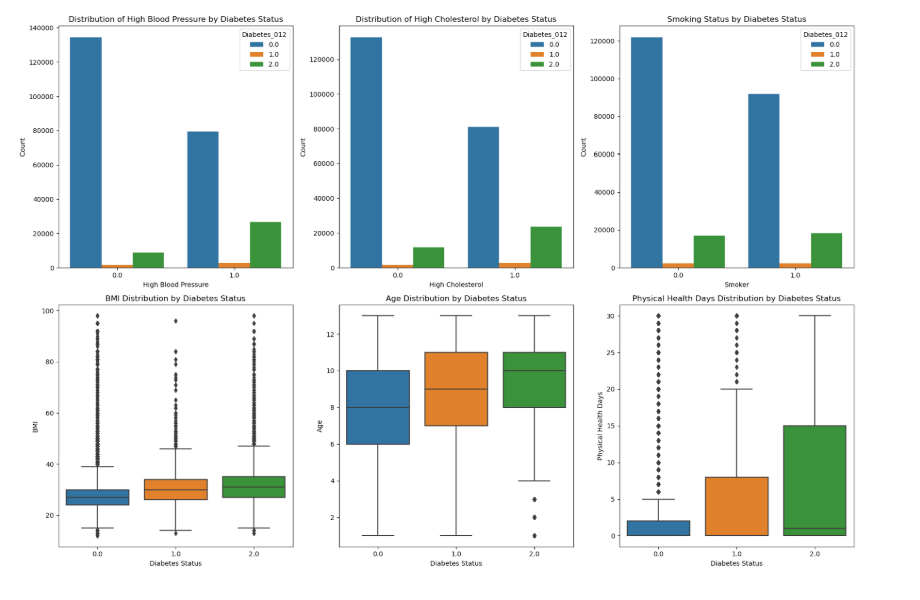 Distribution of High Blood Pressure by Diabetes Status
Diabetes_012
0.0
1.0
2.0
140000
120000
100000
80000
60000
40000
20000
0
Count
0.0 1.0
High Blood Pressure
Distribution of High Cholesterol by Diabetes Status
Diabetes_012
0.0
1.0
2.0
120000
100000
80000
60000
40000
20000
0
Count
0.0 1.0
High Cholesterol
Smoking Status by Diabetes Status
Diabetes_012
0.0
1.0
2.0
120000
100000
80000
60000
40000
20000
0
Count
0.0 1.0
Smoker
BMI Distribution by Diabetes Status
100
80
60
40
20
BMI
0.0 1.0 2.0
Diabetes Status
Age Distribution by Diabetes Status
12
10
8
6
4
2
Age
0.0 1.0 2.0
Diabetes Status
Physical Health Days Distribution by Diabetes Status
30
25
20
15
10
5
0
Physical Health Days
0.0 1.0 2.0
Diabetes Status